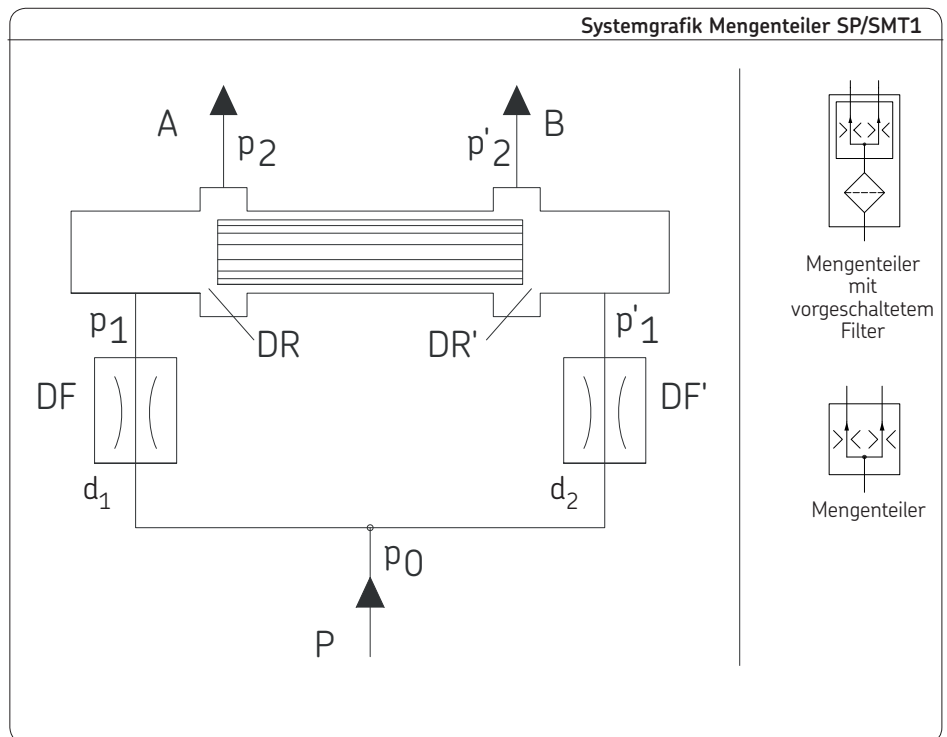 Systemgrafik Mengenteiler SP/SMT1
A
p2
p'2
B
p1
DR
DR'
p'1
DF
DF'
d1
d2
p0
P
Mengenteiler
mit
vorgeschaltetem
Filter
Mengenteiler